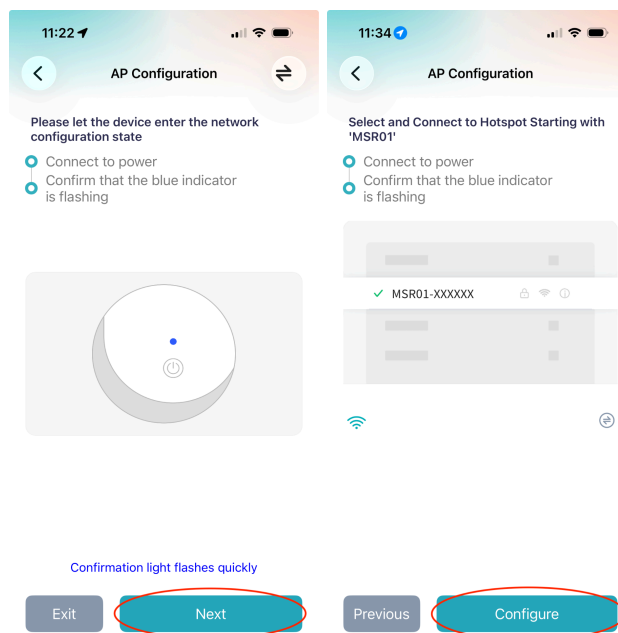 11:22
AP Configuration
Please let the device enter the network
configuration state
Connect to power
Confirm that the blue indicator
is flashing
Confirmation light flashes quickly
Exit
Next
11:34
AP Configuration
Select and Connect to Hotspot Starting with
'MSR01'
Connect to power
Confirm that the blue indicator
is flashing
MSR01-XXXXXX
Previous
Configure